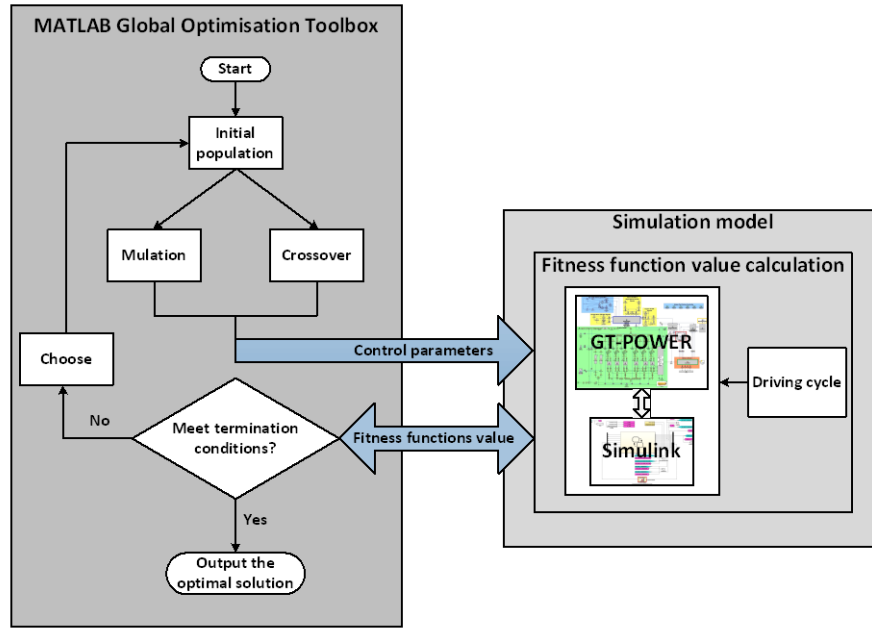 MATLAB Global Optimisation Toolbox
Start
Initial
population
Mulation
Crossover
Choose
No
Meet termination
conditions?
Yes
Output the
optimal solution
Control parameters
Fitness functions value
Simulation model
Fitness function value calculation
GT-POWER
Simulink
Driving cycle